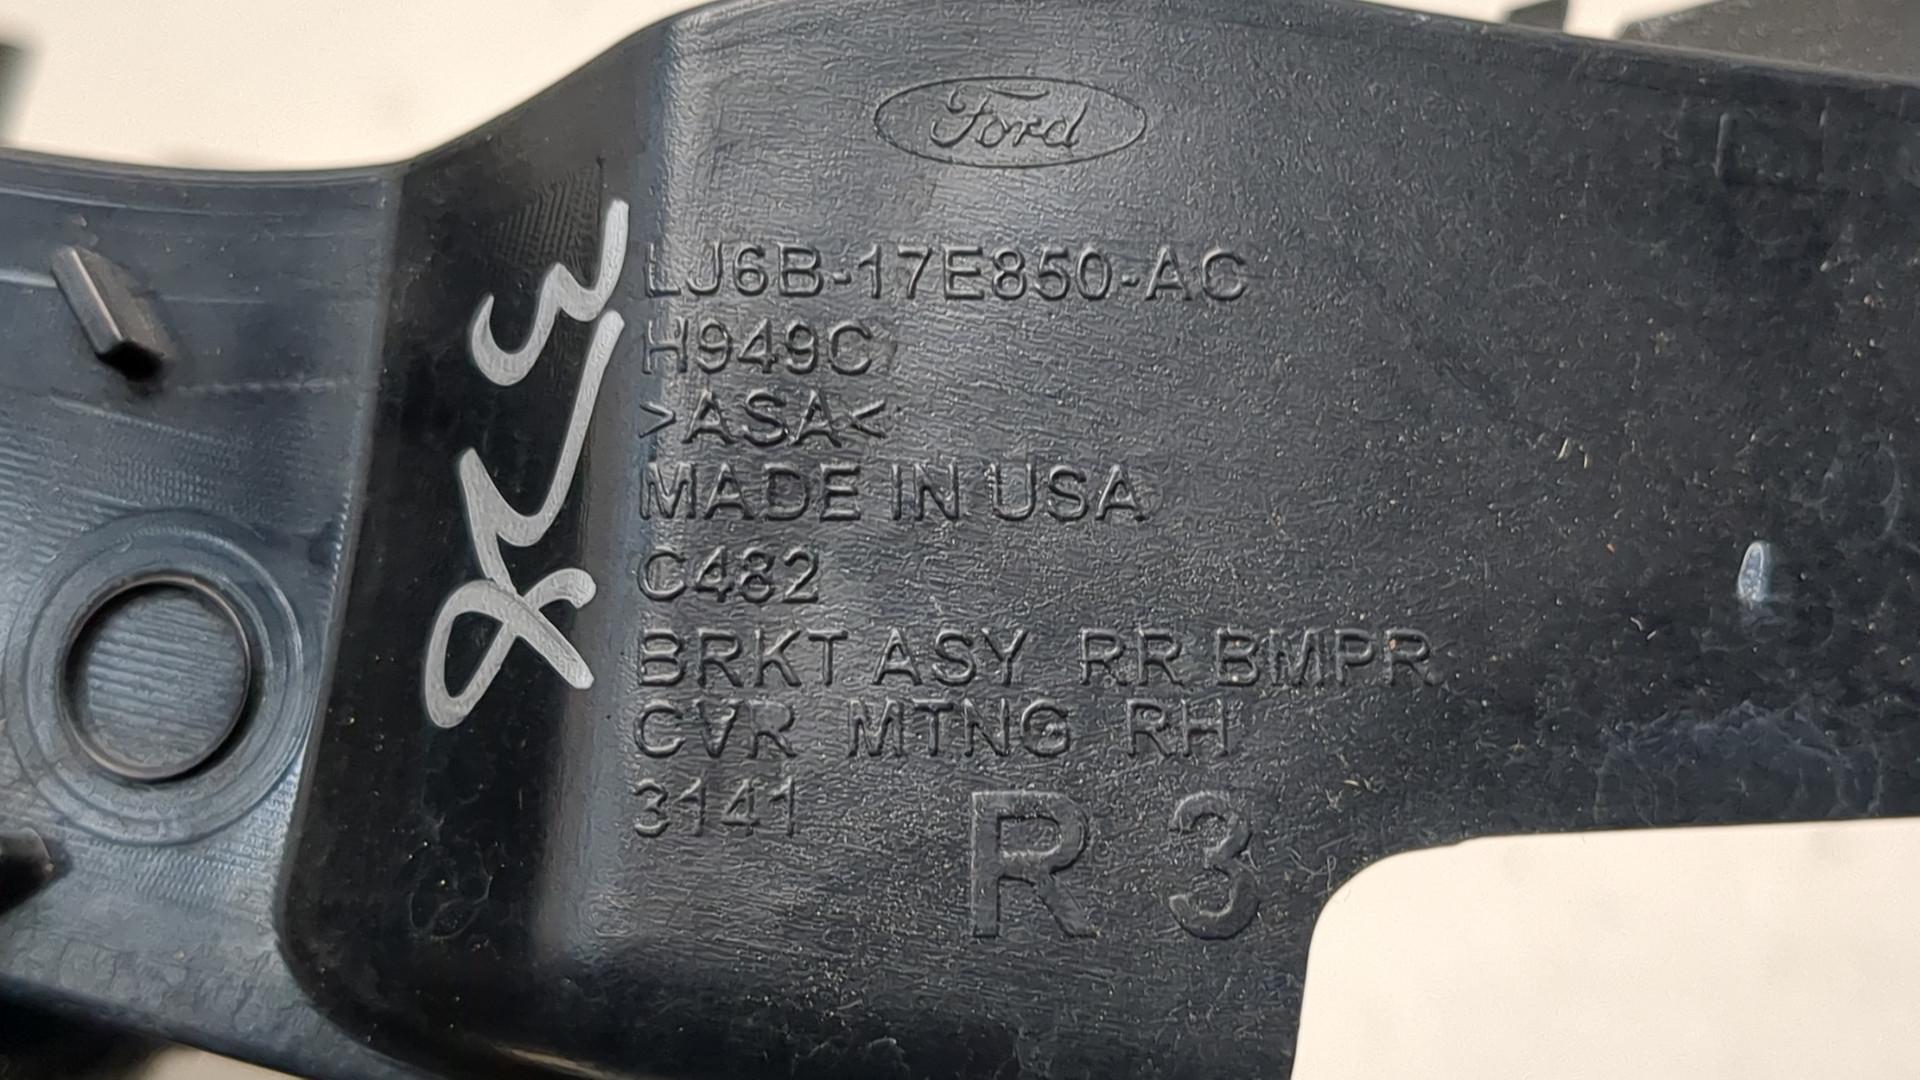 Ford
LJ6B-17E850-AC
H949C
>ASA<
MADE IN USA
C482
BRKT ASY RR BMPR
CVR MTNG RH
3141
R 3